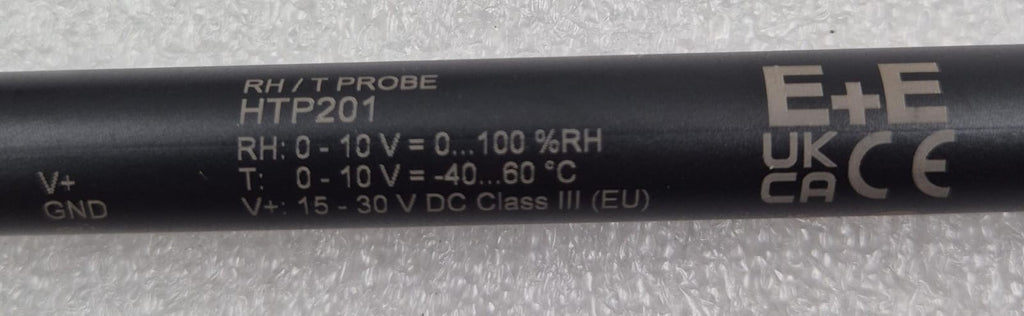 RH / T PROBE
HTP201
RH: 0 - 10 V = 0...100 %RH
T: 0 - 10 V = -40...60 °C
V+: 15 - 30 V DC Class III (EU)
V+
GND
E+E
UK
CA CE